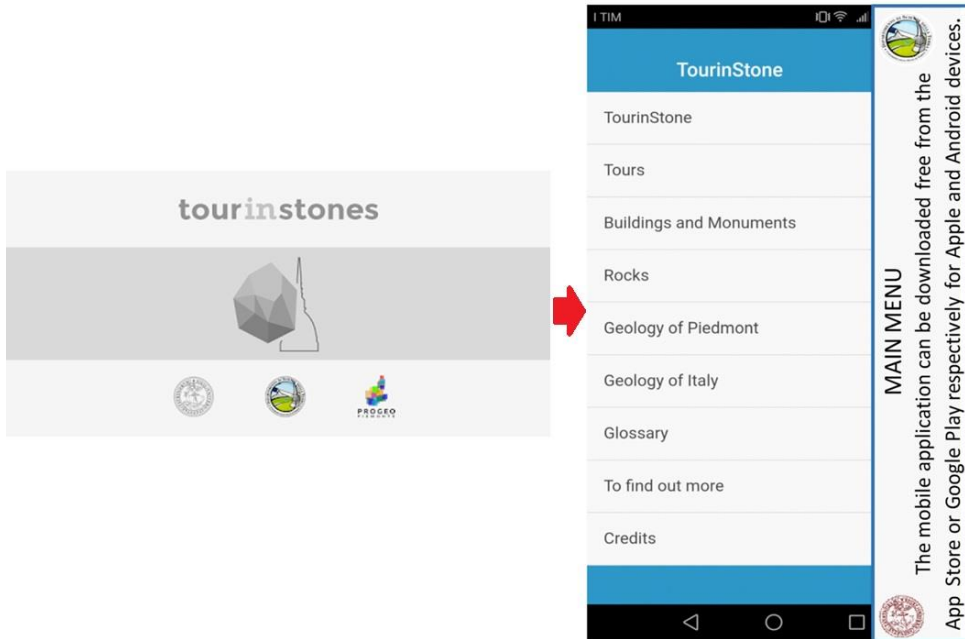 tourinstones
PROGEO
PIEMONTE
I TIM
TourinStone
TourinStone
Tours
Buildings and Monuments
Rocks
Geology of Piedmont
Geology of Italy
Glossary
To find out more
Credits
MAIN MENU
The mobile application can be downloaded free from the
App Store or Google Play respectively for Apple and Android devices.